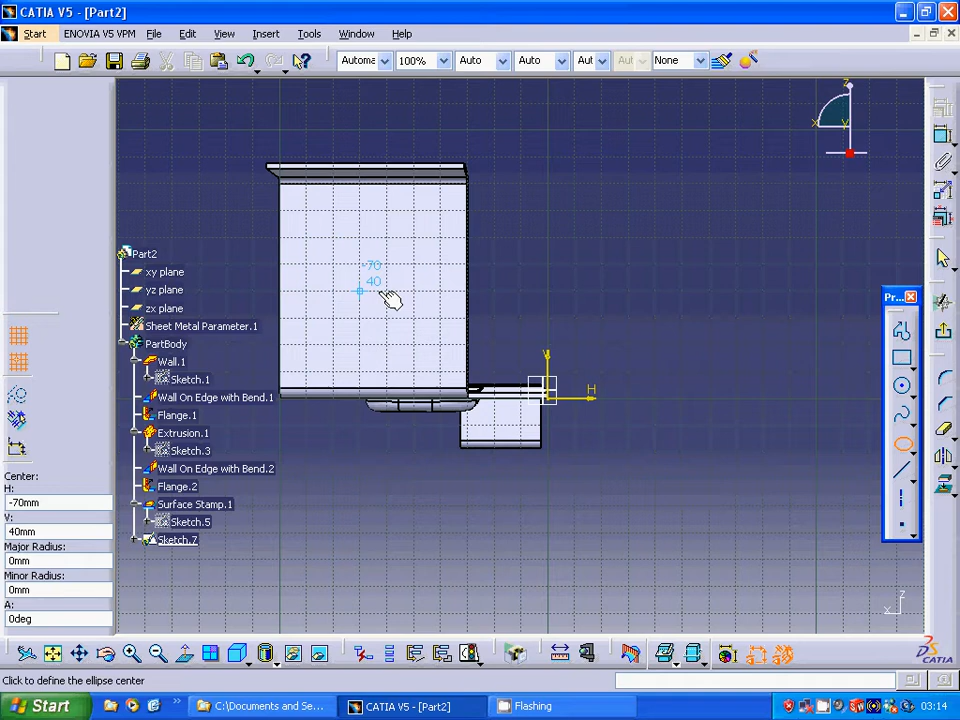 CATIA V5 - [Part2]
Start ENOVIA V5 VPM File Edit View Insert Tools Window Help
Automa 100% Auto Auto Aut Aut None
z
x y
Part2
xy plane
yz plane
zx plane
Sheet Metal Parameter.1
PartBody
Wall.1
Sketch.1
Wall On Edge with Bend.1
Flange.1
Extrusion.1
Sketch.3
Wall On Edge with Bend.2
Flange.2
Surface Stamp.1
Sketch.5
Sketch.7
-70
40
V
H
Pr...
Center:
H:
-70mm
V:
40mm
Major Radius:
0mm
Minor Radius:
0mm
A:
0deg
z
x
CATIA
Click to define the ellipse center
Start C:\Documents and Se... CATIA V5 - [Part2] Flashing 03:14